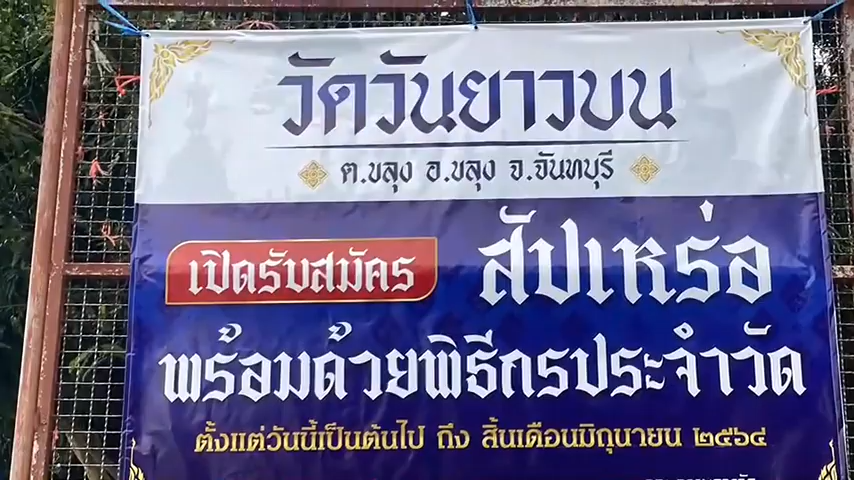 วัดวันยาวบน
ต.ขลุง อ.ขลุง จ.จันทบุรี
เปิดรับสมัคร สัปเหร่อ
พร้อมด้วยพิธีกรประจำวัด
ตั้งแต่วันนี้เป็นต้นไป ถึง สิ้นเดือนมิถุนายน ๒๕๖๔